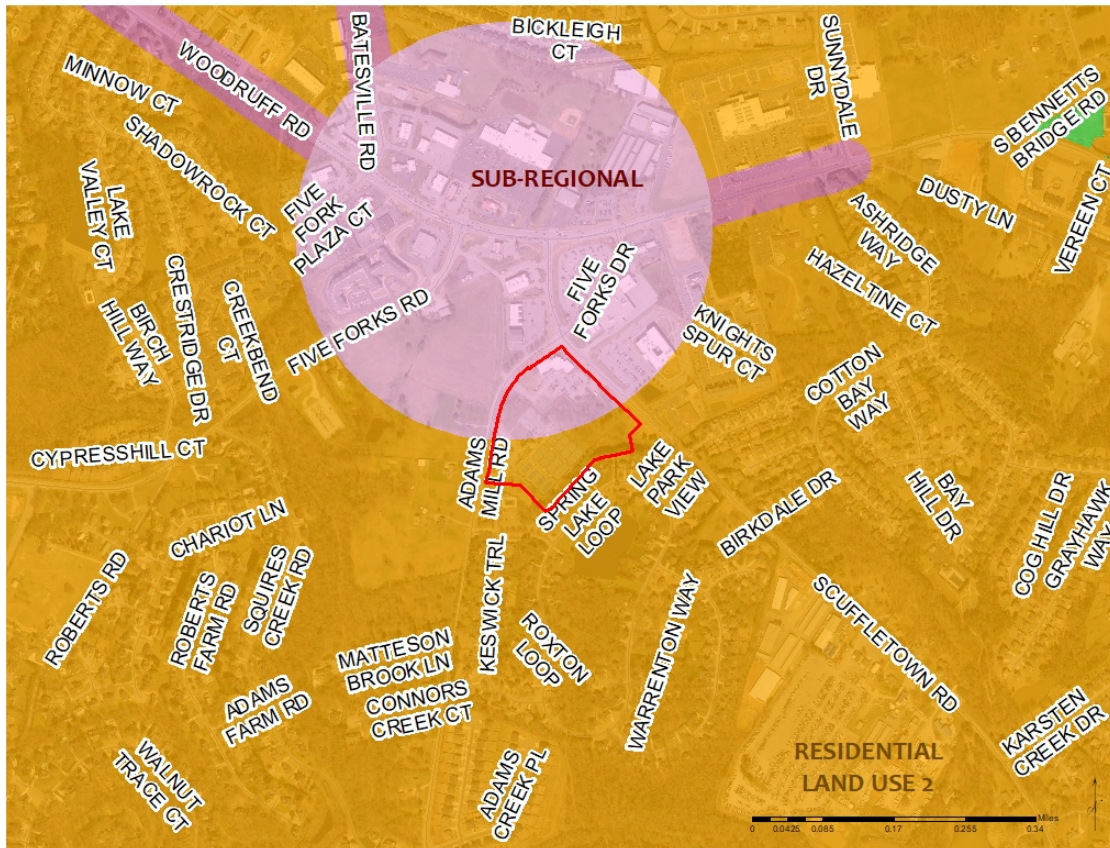 BICKLEIGH
CT
BATESVILLE RD
SUNNYDALE
DR
WOODRUFF RD
MINNOW CT
S BENNETTS
BRIDGE RD
SHADOWROCK CT
SUB-REGIONAL
LAKE
VALLEY CT
FIVE
FORK
PLAZA CT
DUSTY LN
VEREEN CT
ASHRIDGE
WAY
HAZELTINE CT
FIVE
FORKS DR
CRESTRIDGE DR
CREEKBEND
CT
BIRCH
HILL WAY
FIVE FORKS RD
KNIGHTS
SPUR CT
COTTON
BAY
WAY
CYPRESSHILL CT
ADAMS
MILL RD
SPRING
LAKE
LOOP
LAKE
PARK
VIEW
BIRKDALE DR
BAY
HILL DR
COG HILL DR
GRAYHAWK
WAY
CHARIOT LN
ROBERTS RD
ROBERTS
FARM RD
SQUIRES
CREEK RD
KESWICK TRL
ROXTON
LOOP
WARRENTON WAY
SCUFFLETOWN RD
MATTESON
BROOK LN
CONNORS
CREEK CT
ADAMS
FARM RD
KARSTEN
CREEK DR
WALNUT
TRACE CT
ADAMS
CREEK PL
RESIDENTIAL
LAND USE 2
Miles
0 0.0425 0.085 0.17 0.255 0.34